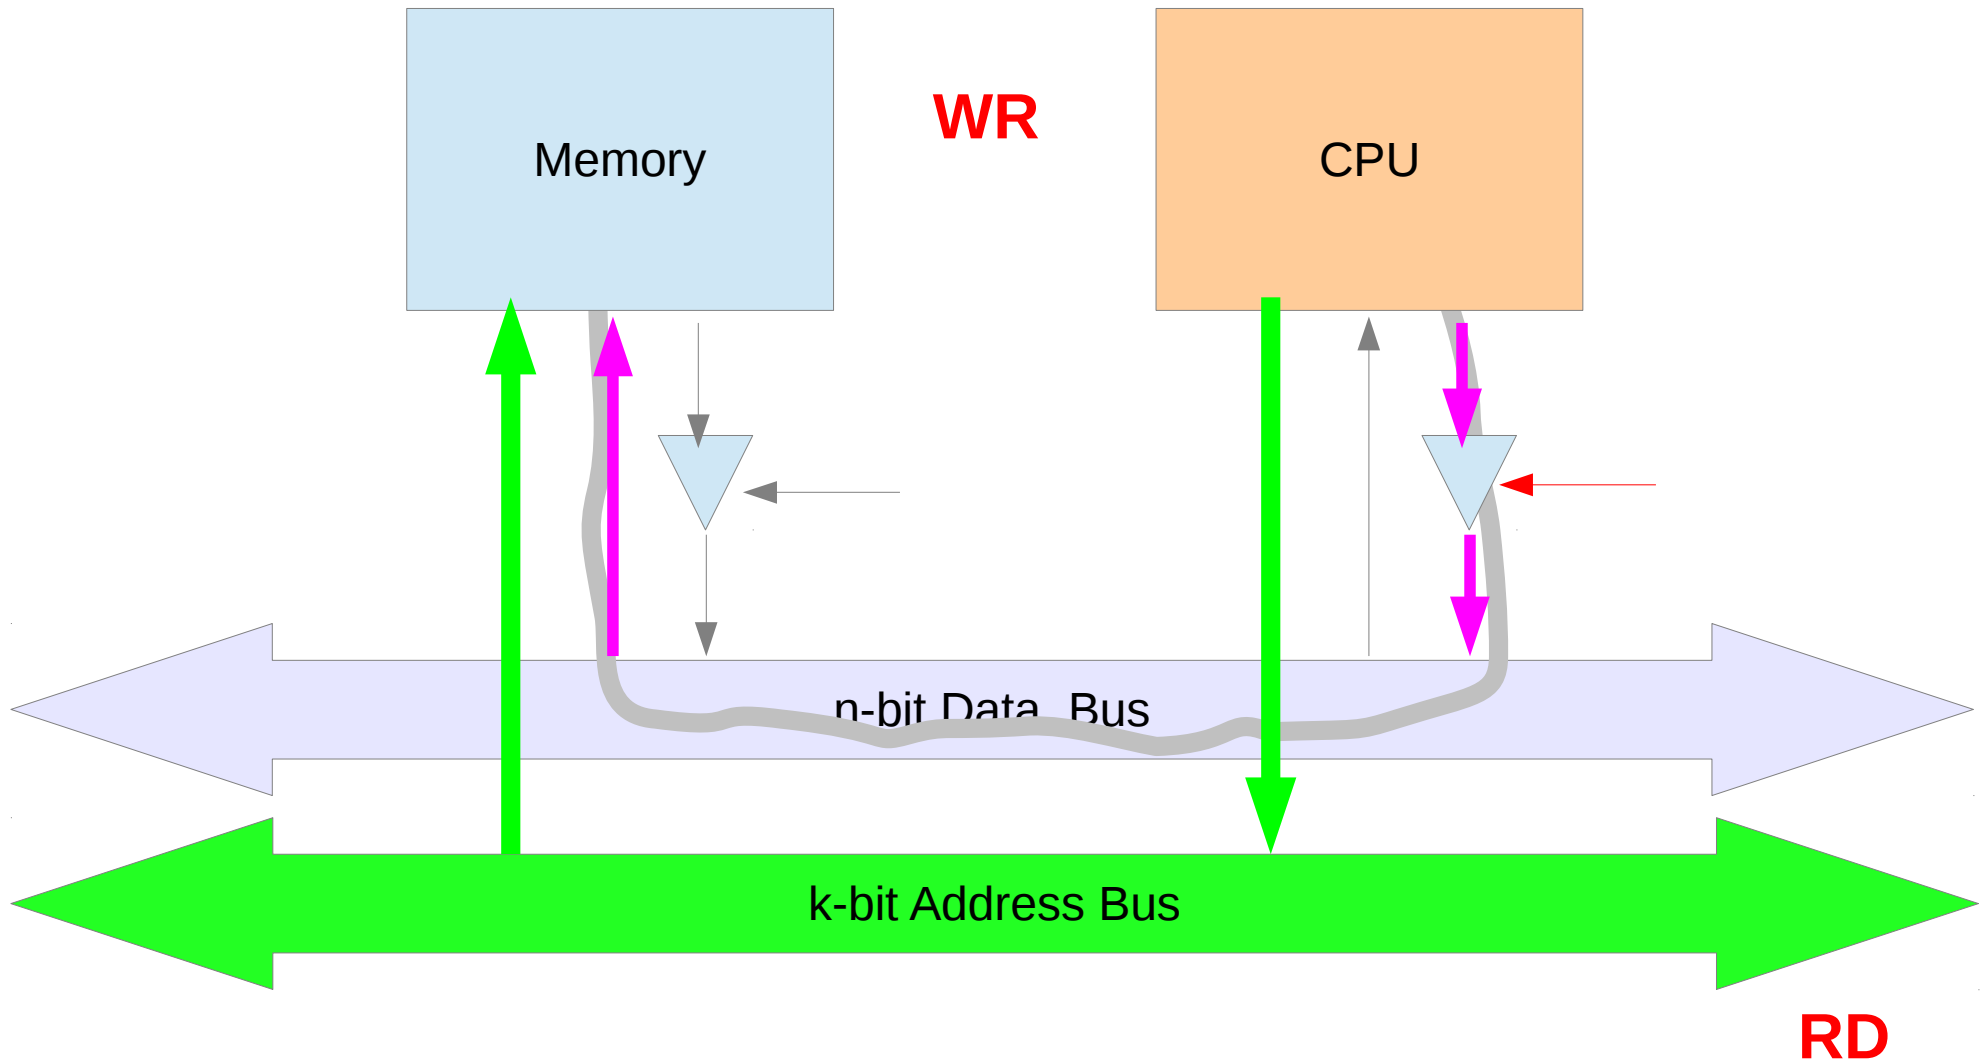 WR
Memory
CPU
n-bit Data Bus
k-bit Address Bus
RD